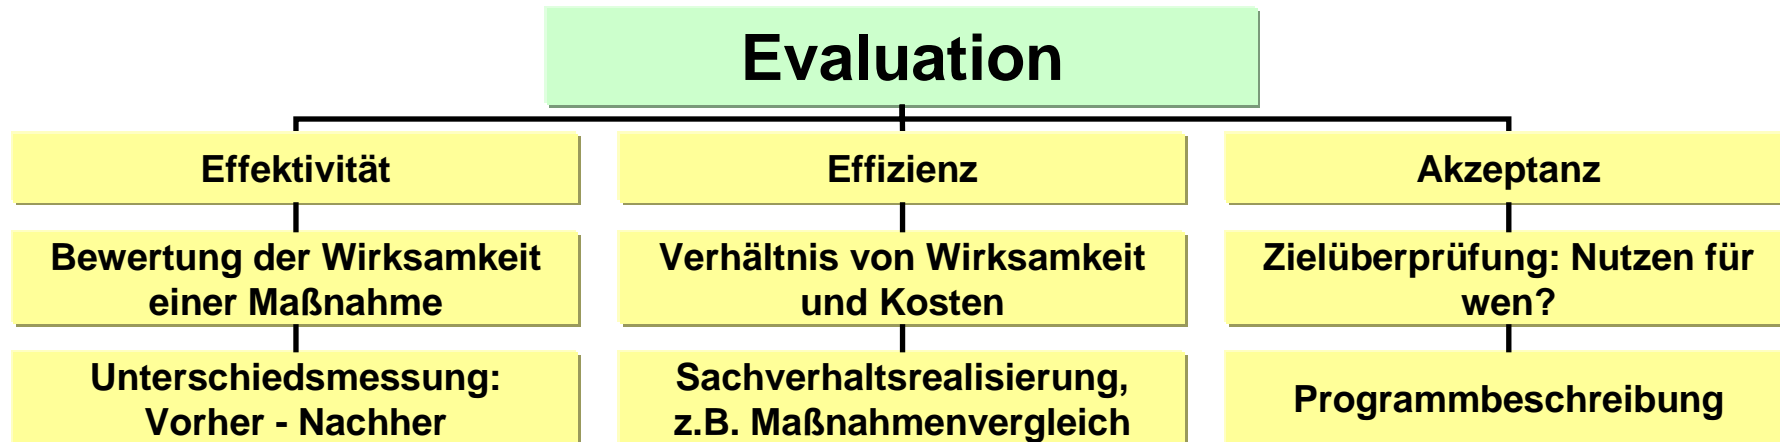 Evaluation
Effektivität
Effizienz
Akzeptanz
Bewertung der Wirksamkeit
einer Maßnahme
Verhältnis von Wirksamkeit
und Kosten
Zielüberprüfung: Nutzen für
wen?
Unterschiedsmessung:
Vorher - Nachher
Sachverhaltsrealisierung,
z.B. Maßnahmenvergleich
Programmbeschreibung